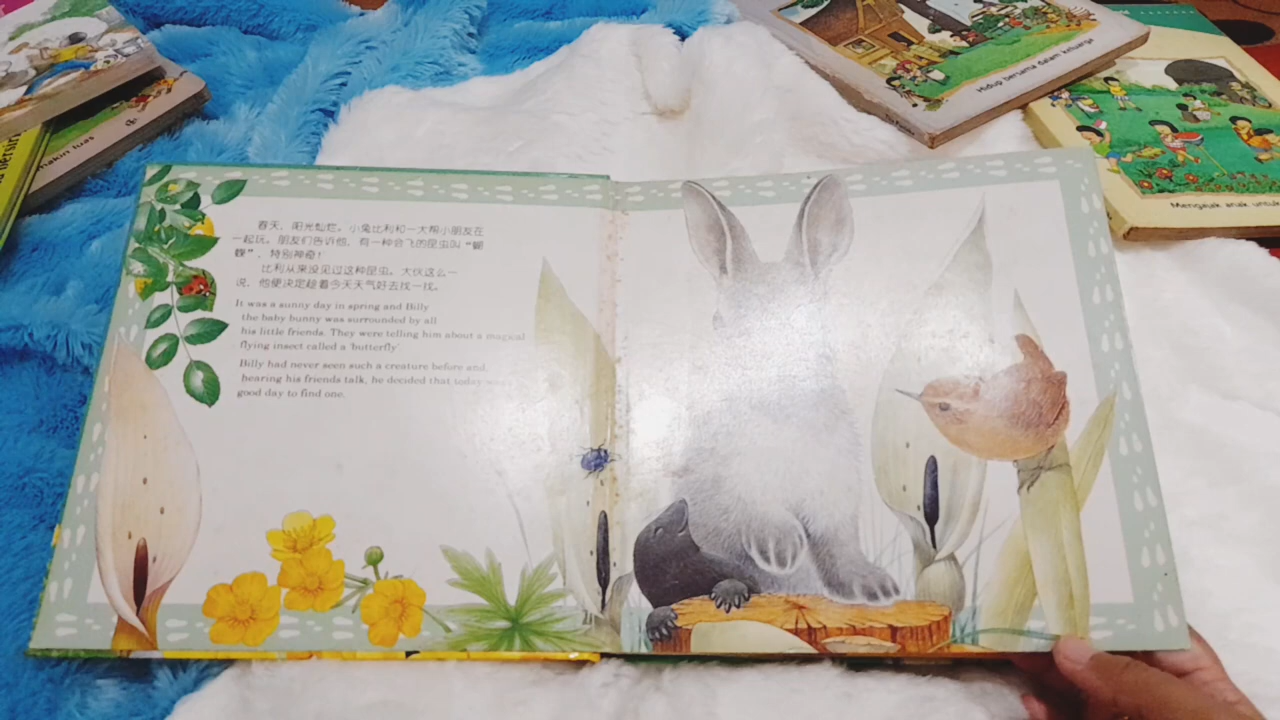 春天，阳光灿烂。小兔比利和一大帮小朋友在
一起玩。朋友们告诉他，有一种会飞的昆虫叫“蝴
蝶”，特别神奇！
比利从来没见过这种昆虫。大伙这么一
说，他便决定趁着今天天气好去找一找。
It was a sunny day in spring and Billy
the baby bunny was surrounded by all
his little friends. They were telling him about a magical
flying insect called a 'butterfly'
Billy had never seen such a creature before and,
hearing his friends talk, he decided that today
good day to find one.
Hidup bersama dalam keluarga
Mengajak anak untuk
makin luas